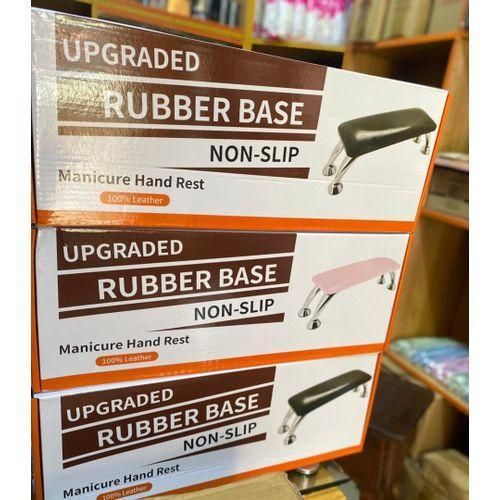 UPGRADED
RUBBER BASE
NON-SLIP
Manicure Hand Rest
100% Leather
UPGRADED
RUBBER BASE
NON-SLIP
Manicure Hand Rest
100% Leather
UPGRADED
RUBBER BASE
NON-SLIP
Manicure Hand Rest
100% Leather